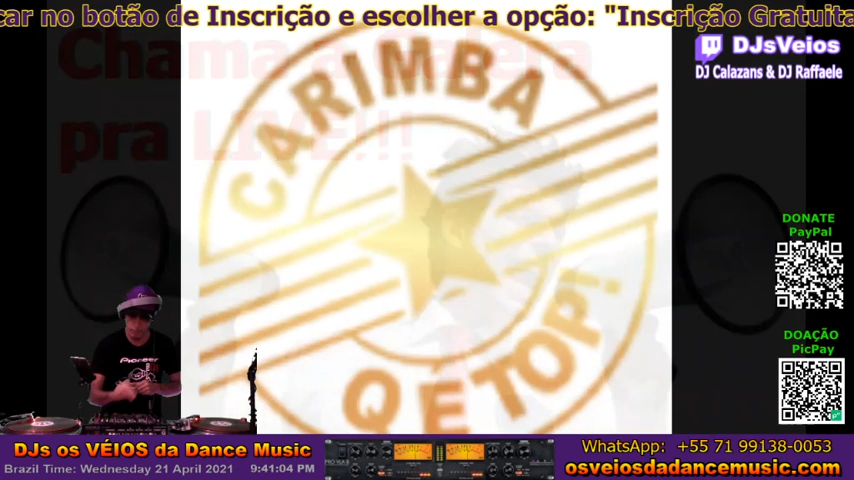 car no botão de Inscrição e escolher a opção: "Inscrição Gratuita
DJsVeios
DJ Calazans & DJ Raffaele
Chama a Galera
pra LIVE!!!
CARIMBA
QÉTOP!
DONATE
PayPal
DOAÇÃO
PicPay
Pioneer
DJs os VÉIOS da Dance Music
Brazil Time: Wednesday 21 April 2021 9:41:04 PM
WhatsApp: +55 71 99138-0053
osveiosdadancemusic.com